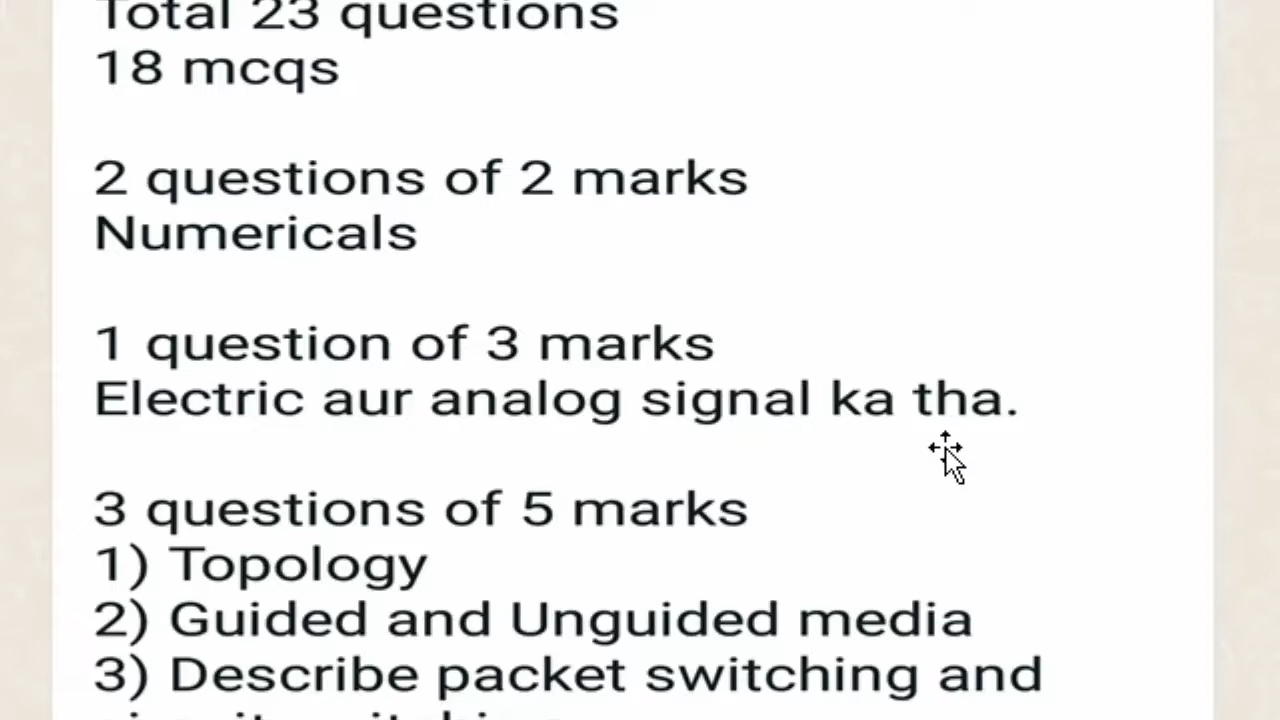 Total 23 questions
18 mcqs
2 questions of 2 marks
Numericals
1 question of 3 marks
Electric aur analog signal ka tha.
3 questions of 5 marks
1) Topology
2) Guided and Unguided media
3) Describe packet switching and